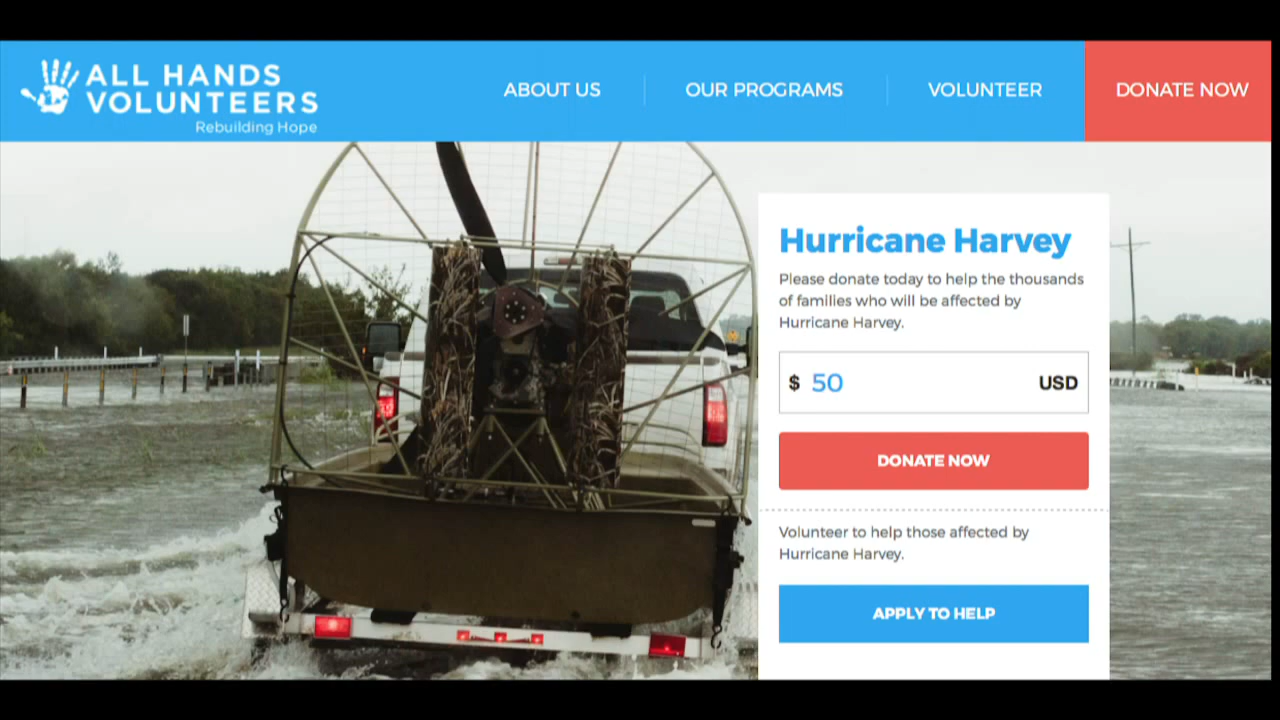 ALL HANDS
VOLUNTEERS
Rebuilding Hope
ABOUT US
OUR PROGRAMS
VOLUNTEER
DONATE NOW
Hurricane Harvey
Please donate today to help the thousands
of families who will be affected by
Hurricane Harvey.
$ 50 USD
DONATE NOW
Volunteer to help those affected by
Hurricane Harvey.
APPLY TO HELP